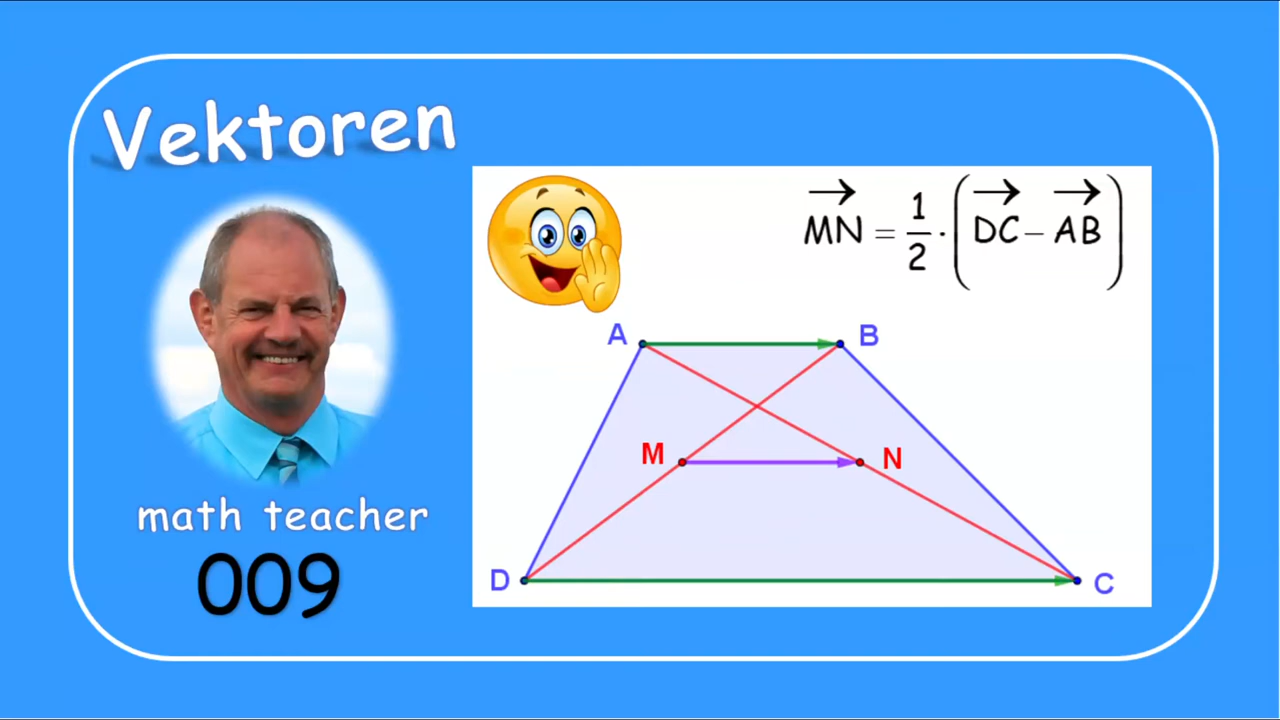 Vektoren
math teacher
009
MN = 1/2 · (DC – AB)
A
B
M
N
D
C